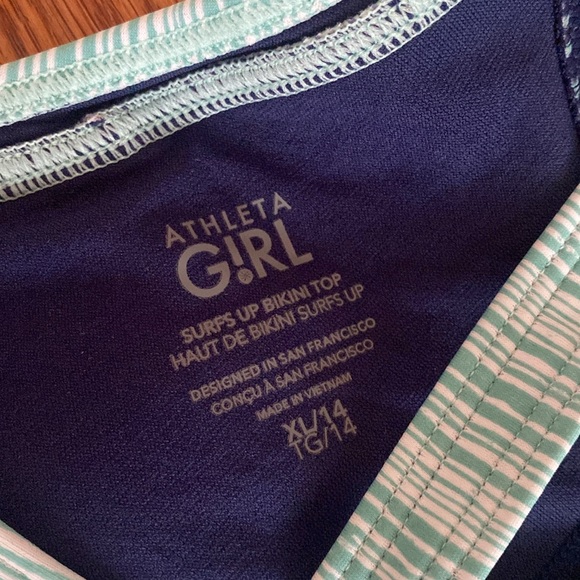 ATHLETA
G!RL
SURFS UP BIKINI TOP
HAUT DE BIKINI SURFS UP
DESIGNED IN SAN FRANCISCO
CONÇU À SAN FRANCISCO
MADE IN VIETNAM
XL/14
TG/14